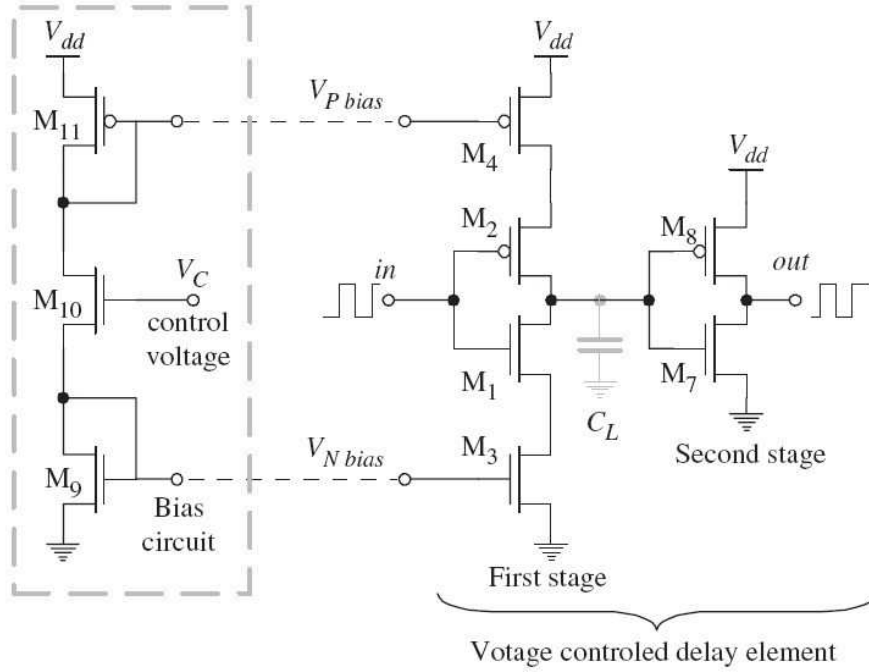 V_dd
M_11
V_P bias
V_dd
M_4
V_dd
M_2
M_8
V_C
in
out
M_10
control
voltage
M_1
M_7
C_L
V_N bias
M_3
Second stage
M_9
Bias
circuit
First stage
Votage controled delay element